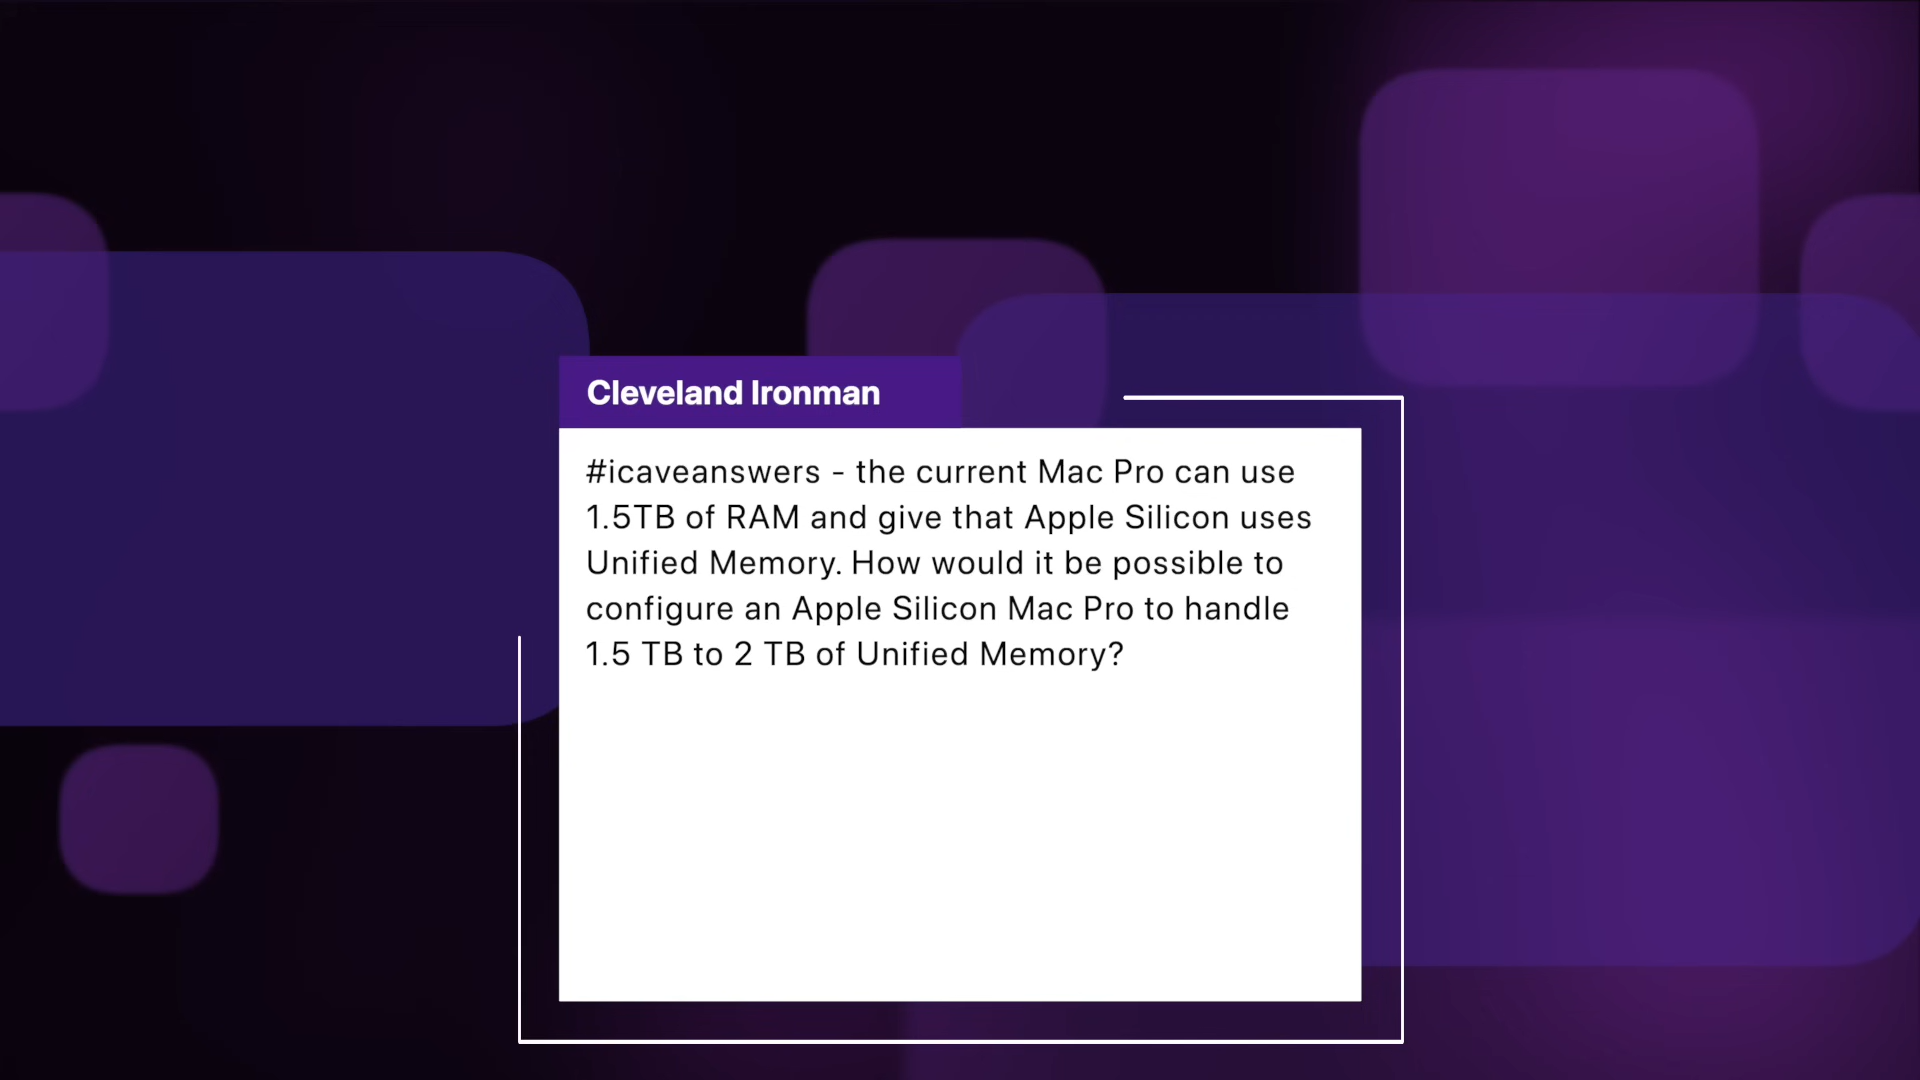 Cleveland Ironman
#icaveanswers - the current Mac Pro can use
1.5TB of RAM and give that Apple Silicon uses
Unified Memory. How would it be possible to
configure an Apple Silicon Mac Pro to handle
1.5 TB to 2 TB of Unified Memory?